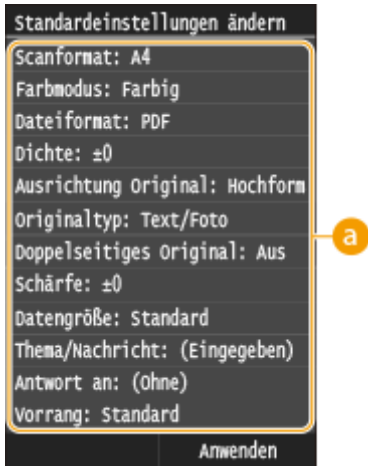 Standardeinstellungen ändern
Scanformat: A4
Farbmodus: Farbig
Dateiformat: PDF
Dichte: ±0
Ausrichtung Original: Hochform
Originaltyp: Text/Foto
Doppelseitiges Original: Aus
Schärfe: ±0
Datengröße: Standard
Thema/Nachricht: (Eingegeben)
Antwort an: (Ohne)
Vorrang: Standard
a
Anwenden